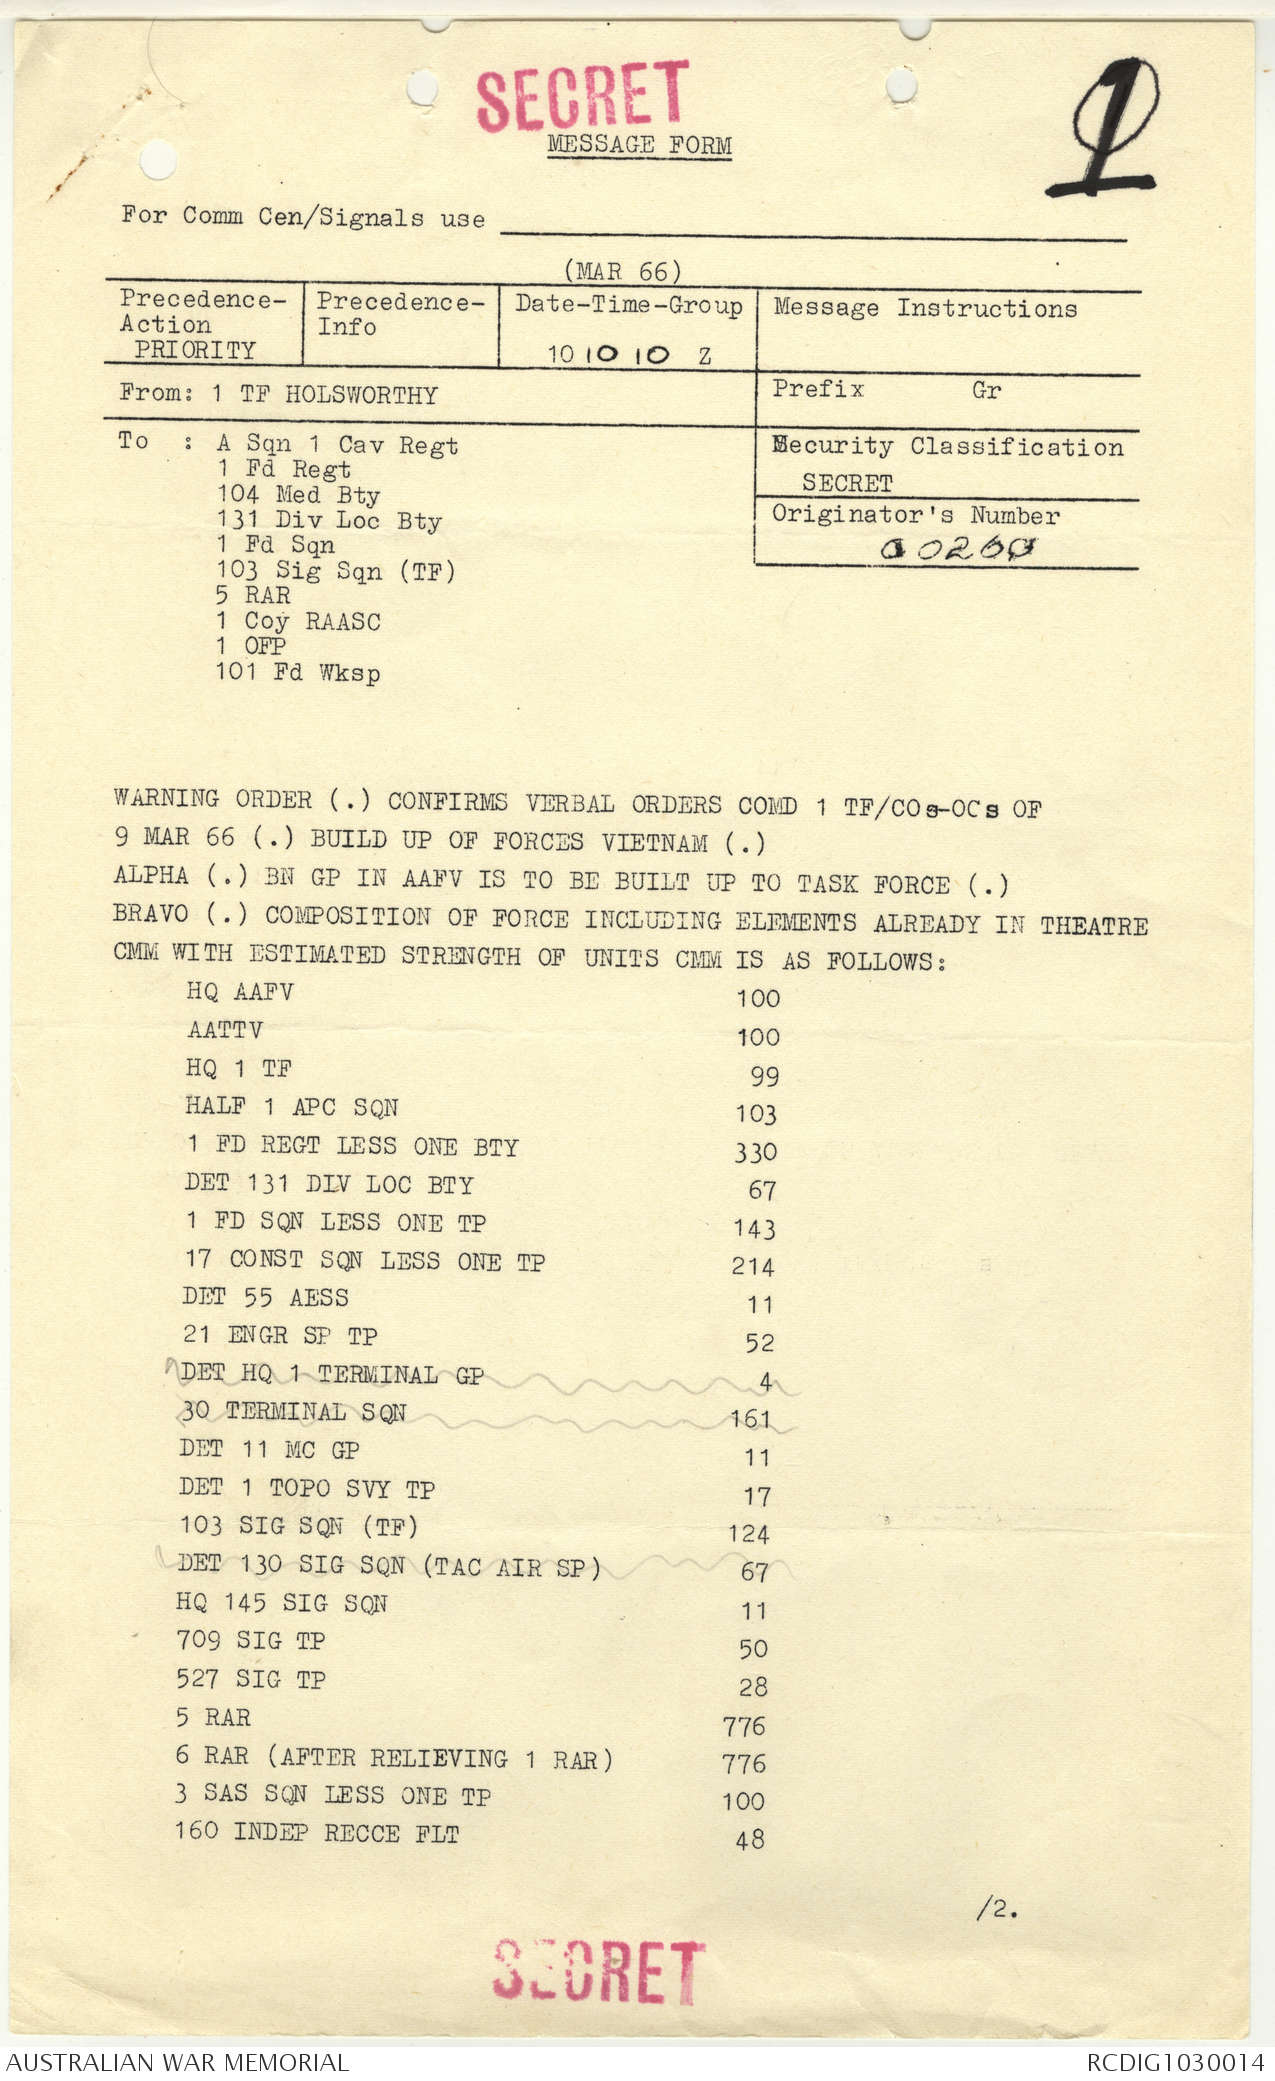 SECRET
1
MESSAGE FORM
For Comm Cen/Signals use
(MAR 66)
Precedence-
Action
PRIORITY
Precedence-
Info
Date-Time-Group
10 10 10 Z
Message Instructions
From: 1 TF HOLSWORTHY
Prefix Gr
To : A Sqn 1 Cav Regt
1 Fd Regt
104 Med Bty
131 Div Loc Bty
1 Fd Sqn
103 Sig Sqn (TF)
5 RAR
1 Coy RAASC
1 OFP
101 Fd Wksp
Security Classification
SECRET
Originator's Number
00260
WARNING ORDER (.) CONFIRMS VERBAL ORDERS COMD 1 TF/COs-OCs OF
9 MAR 66 (.) BUILD UP OF FORCES VIETNAM (.)
ALPHA (.) BN GP IN AAFV IS TO BE BUILT UP TO TASK FORCE (.)
BRAVO (.) COMPOSITION OF FORCE INCLUDING ELEMENTS ALREADY IN THEATRE
CMM WITH ESTIMATED STRENGTH OF UNITS CMM IS AS FOLLOWS:
HQ AAFV 100
AATTV 100
HQ 1 TF 99
HALF 1 APC SQN 103
1 FD REGT LESS ONE BTY 330
DET 131 DIV LOC BTY 67
1 FD SQN LESS ONE TP 143
17 CONST SQN LESS ONE TP 214
DET 55 AESS 11
21 ENGR SP TP 52
DET HQ 1 TERMINAL GP 4
30 TERMINAL SQN 161
DET 11 MC GP 11
DET 1 TOPO SVY TP 17
103 SIG SQN (TF) 124
DET 130 SIG SQN (TAC AIR SP) 67
HQ 145 SIG SQN 11
709 SIG TP 50
527 SIG TP 28
5 RAR 776
6 RAR (AFTER RELIEVING 1 RAR) 776
3 SAS SQN LESS ONE TP 100
160 INDEP RECCE FLT 48
/2.
SECRET
AUSTRALIAN WAR MEMORIAL RCDIG1030014